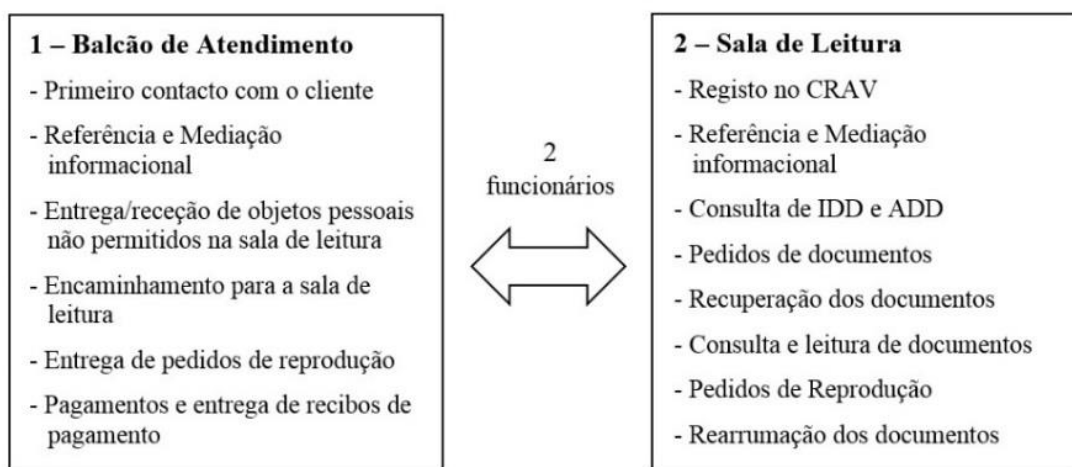 1 – Balcão de Atendimento
- Primeiro contacto com o cliente
- Referência e Mediação
informacional
- Entrega/receção de objetos pessoais
não permitidos na sala de leitura
- Encaminhamento para a sala de
leitura
- Entrega de pedidos de reprodução
- Pagamentos e entrega de recibos de
pagamento
2
funcionários
2 – Sala de Leitura
- Registo no CRAV
- Referência e Mediação
informacional
- Consulta de IDD e ADD
- Pedidos de documentos
- Recuperação dos documentos
- Consulta e leitura de documentos
- Pedidos de Reprodução
- Rearrumação dos documentos